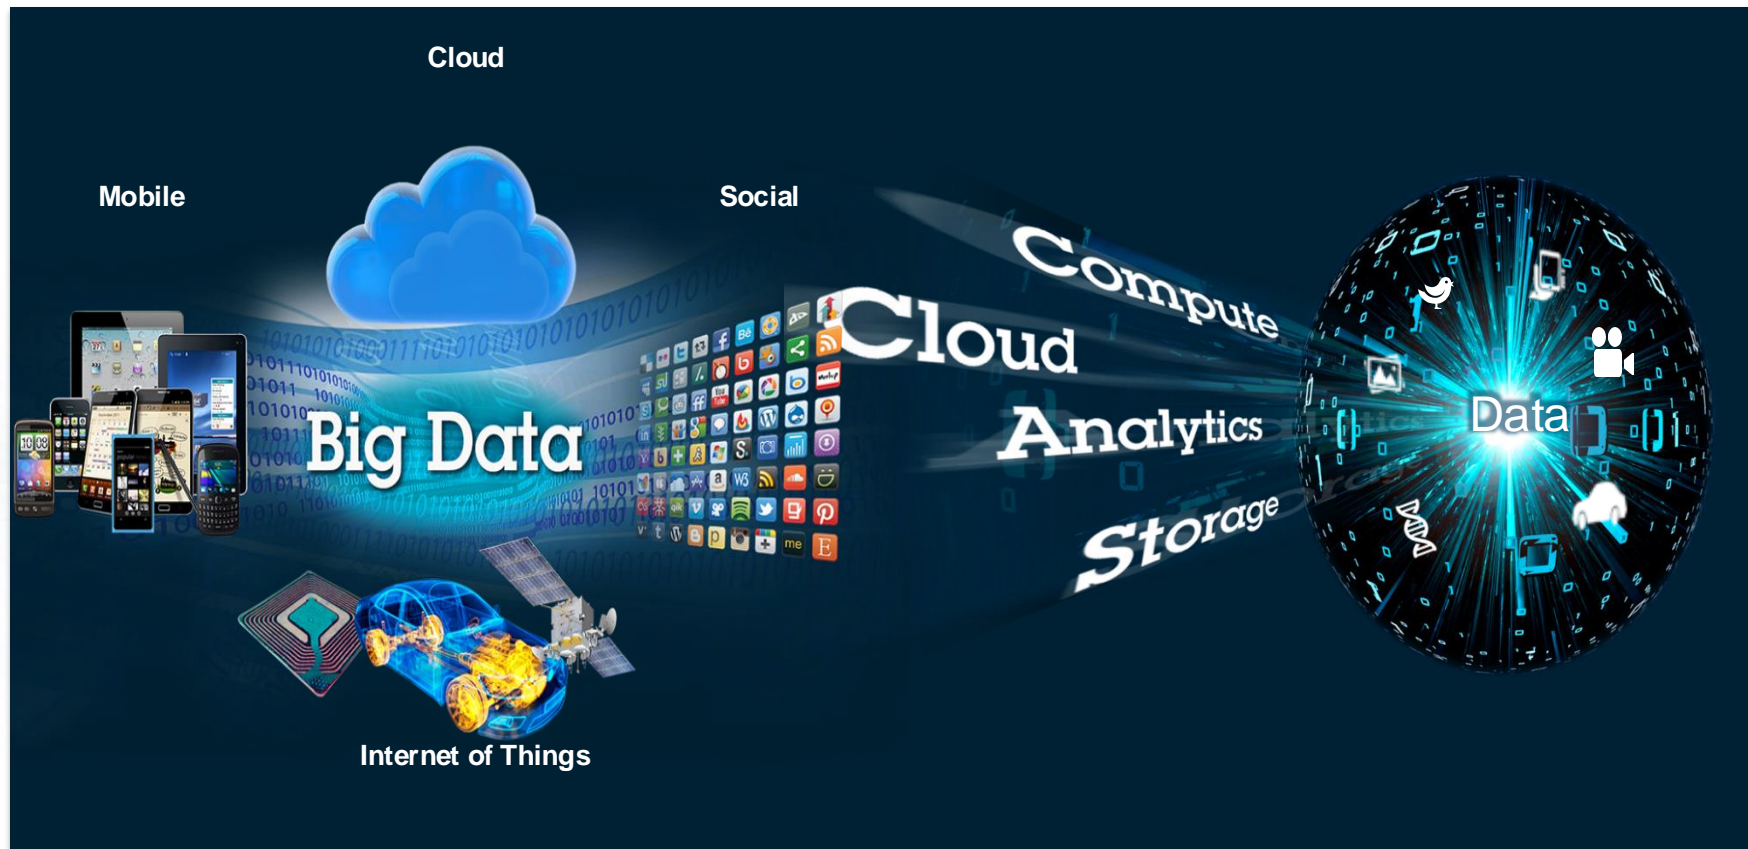 Cloud
Mobile
Social
Compute
Cloud
Analytics
Storage
Big Data
Data
Internet of Things